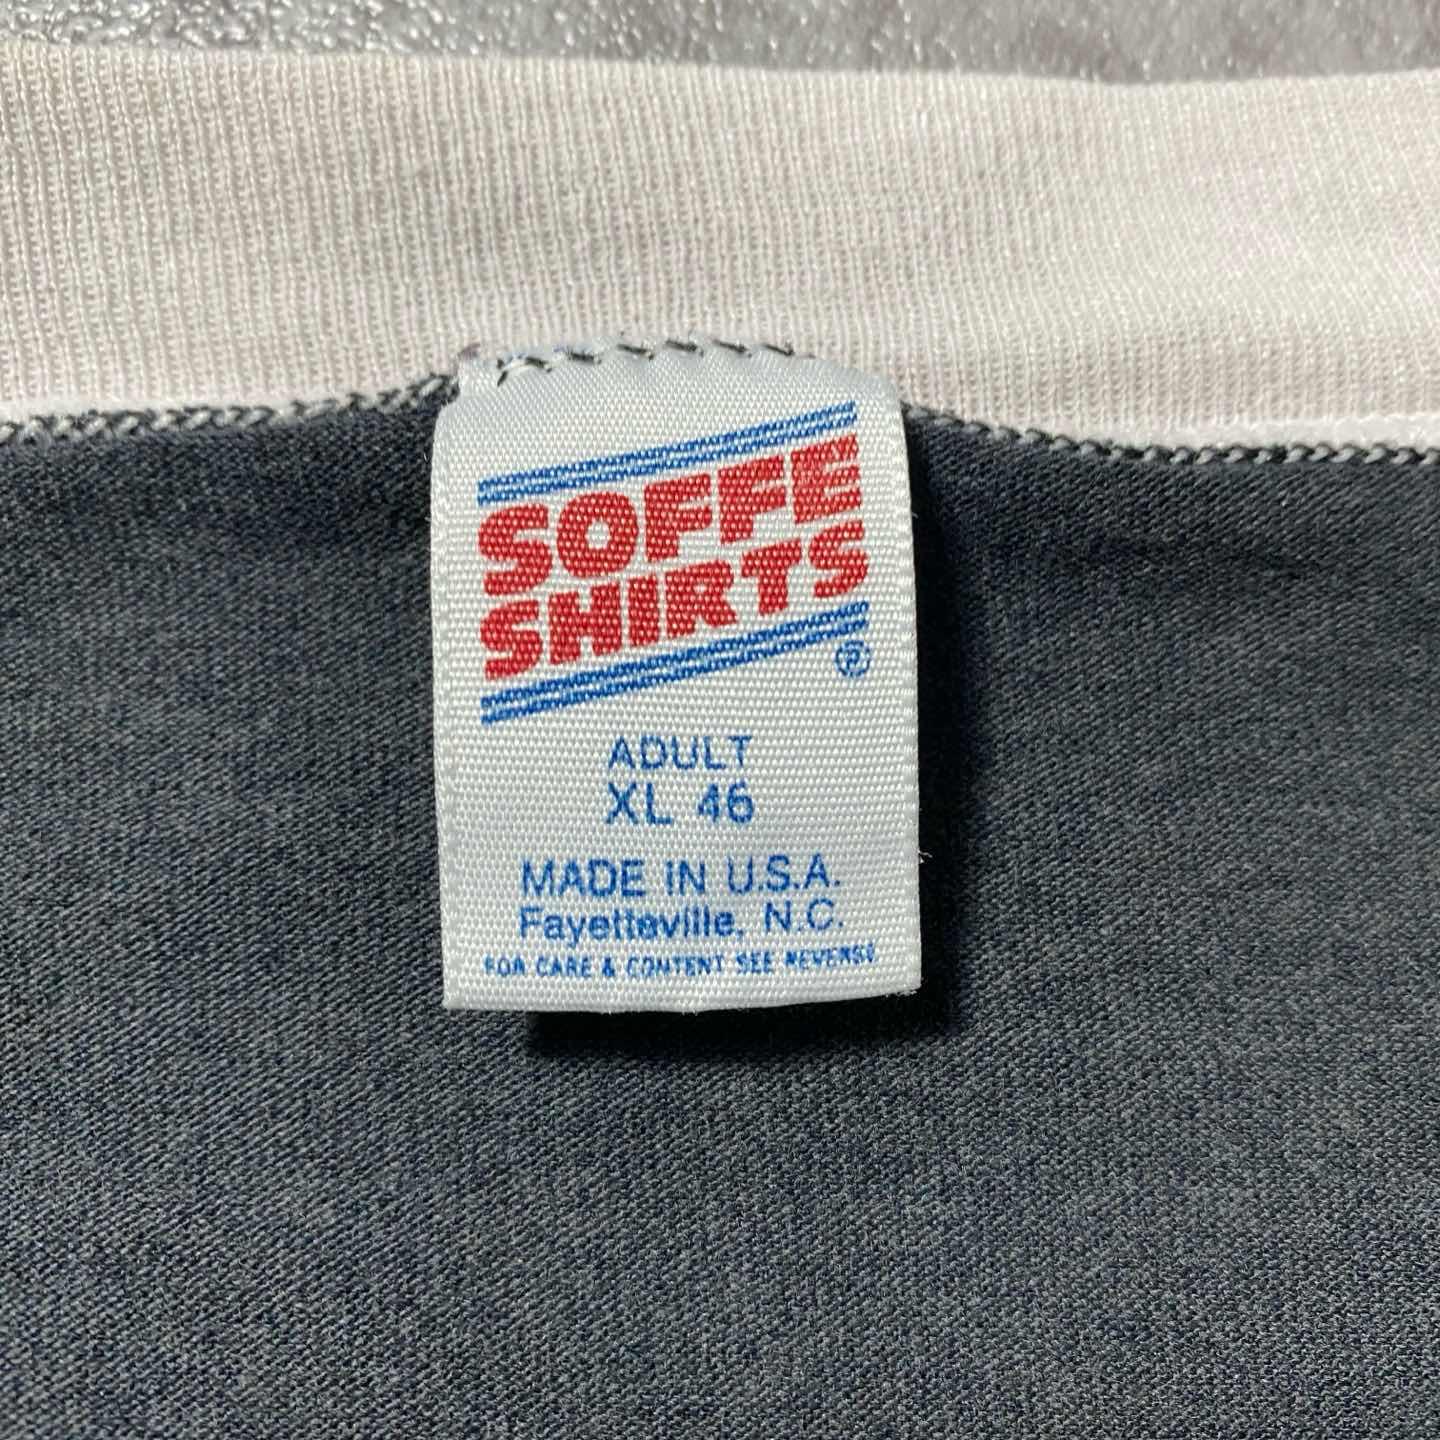 SOFFE
SHIRTS
®
ADULT
XL 46
MADE IN U.S.A.
Fayetteville, N.C.
FOR CARE & CONTENT SEE REVERSE